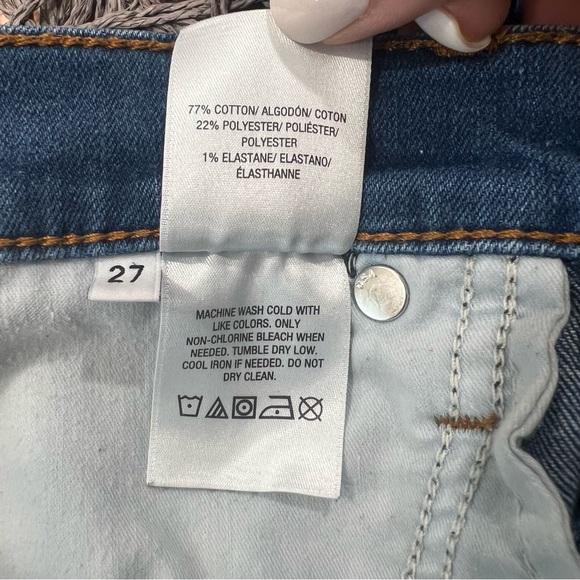 77% COTTON/ ALGODÓN/ COTON
22% POLYESTER/ POLIÉSTER/
POLYESTER
1% ELASTANE/ ELASTANO/
ÉLASTHANNE
27
MACHINE WASH COLD WITH
LIKE COLORS. ONLY
NON-CHLORINE BLEACH WHEN
NEEDED. TUMBLE DRY LOW.
COOL IRON IF NEEDED. DO NOT
DRY CLEAN.